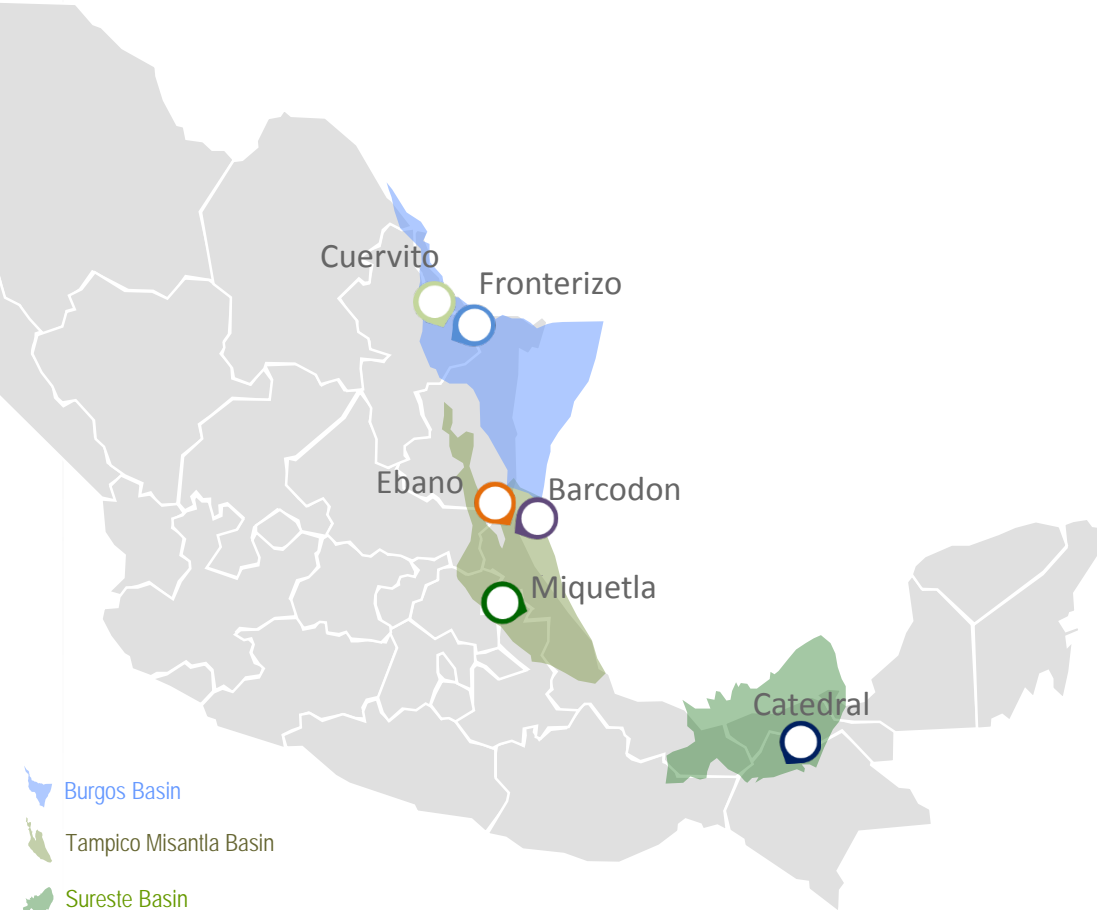 Cuervito
Fronterizo
Ebano
Barcodon
Miquetla
Catedral
Burgos Basin
Tampico Misantla Basin
Sureste Basin